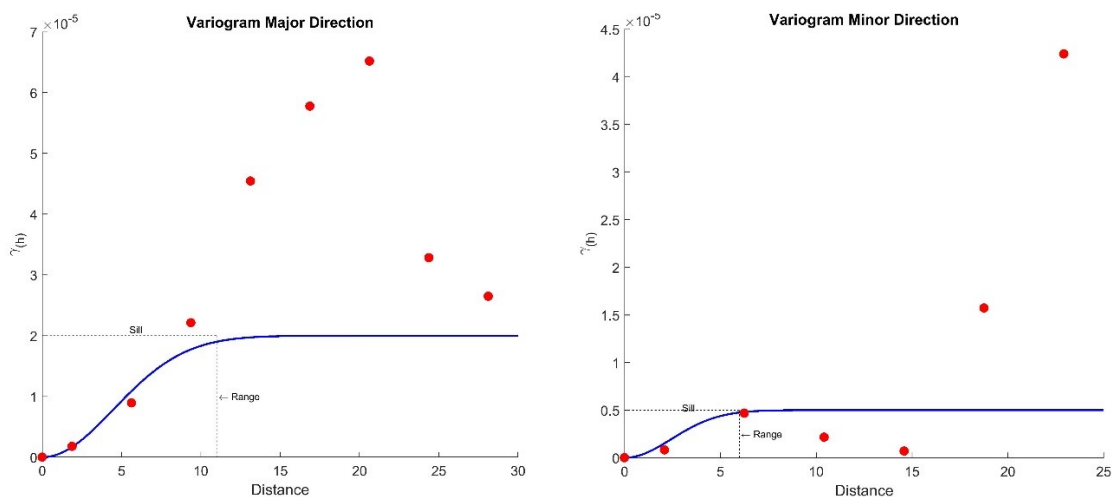 Variogram Major Direction
×10⁻⁵
7
6
5
4
3
2
1
0
γ(h)
Sill
← Range
0 5 10 15 20 25 30
Distance
Variogram Minor Direction
×10⁻⁵
4.5
4
3.5
3
2.5
2
1.5
1
0.5
0
γ(h)
Sill
← Range
0 5 10 15 20 25
Distance